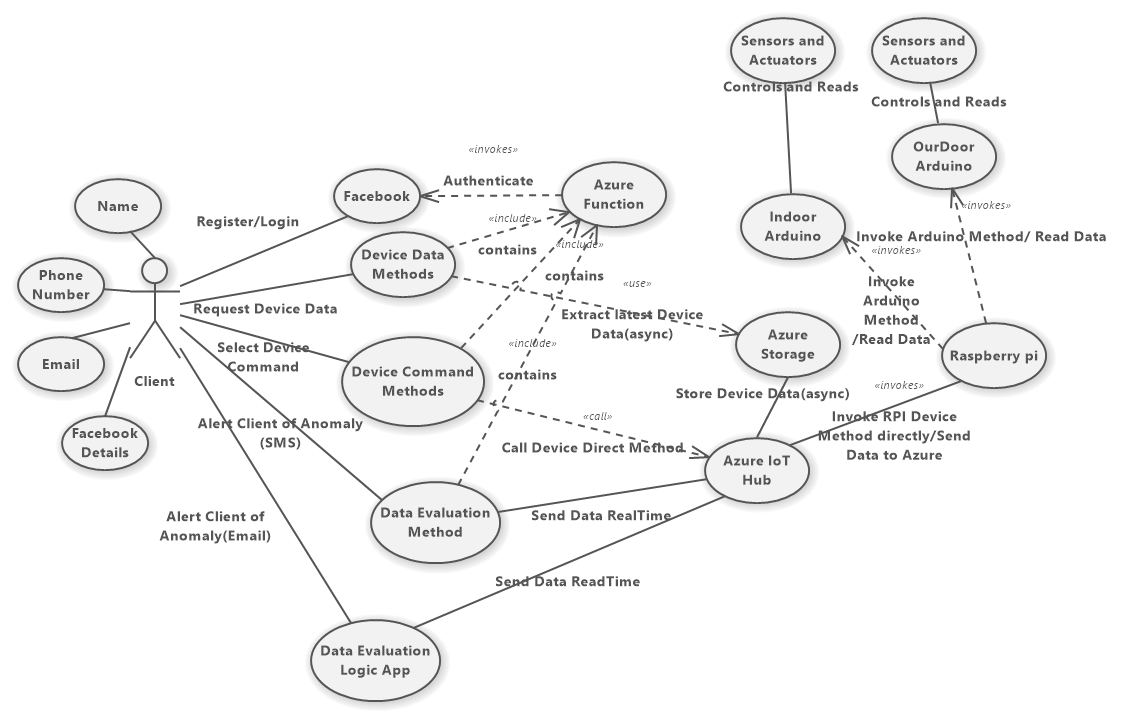 Sensors and
Actuators
Sensors and
Actuators
Controls and Reads
Controls and Reads
«invokes»
OurDoor
Arduino
Authenticate
Azure
Function
Facebook
Name
Register/Login
«include»
Indoor
Arduino
«invokes»
Invoke Arduino Method/ Read Data
«invokes»
contains
«include»
Device Data
Methods
contains
Phone
Number
Request Device Data
«use»
Extract latest Device
Data(async)
Invoke
Arduino
Method
/Read Data
Azure
Storage
Raspberry pi
Select Device
Command
«include»
contains
Email
Client
Device Command
Methods
«invokes»
Store Device Data(async)
«call»
Invoke RPI Device
Method directly/Send
Data to Azure
Alert Client of Anomaly
(SMS)
Facebook
Details
Call Device Direct Method
Azure IoT
Hub
Data Evaluation
Method
Send Data RealTime
Alert Client of
Anomaly(Email)
Send Data ReadTime
Data Evaluation
Logic App